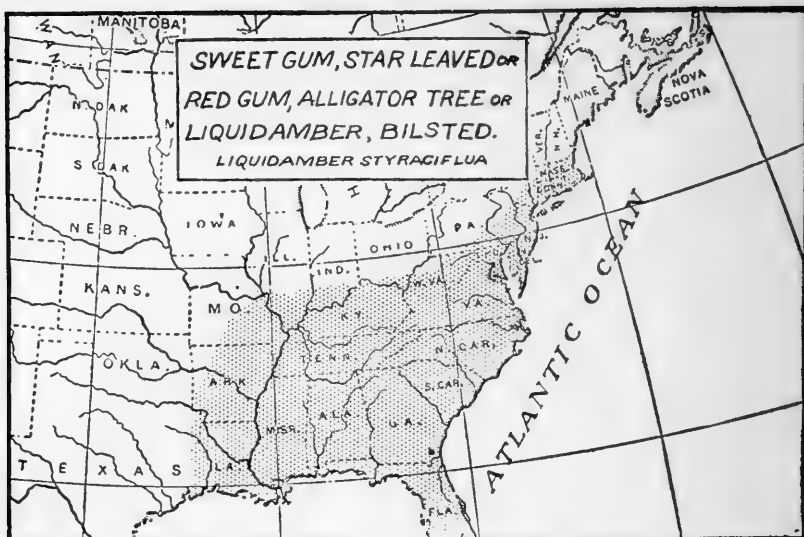 MANITOBA
SWEET GUM, STAR LEAVED OR
RED GUM, ALLIGATOR TREE OR
LIQUIDAMBER, BILSTED.
LIQUIDAMBER STYRACIFLUA
MAINE
NOVA
SCOTIA
N. DAK
M
VER.
N.H.
MASS.
S. DAK
NEBR.
IOWA
IL.
IND.
OHIO
PA.
KANS.
MO.
KY.
W.VA.
VA.
OKLA.
ARK.
TENN.
N. CAR.
S. CAR.
MISS.
ALA.
GA.
TEXAS
LA.
FLA.
ATLANTIC OCEAN